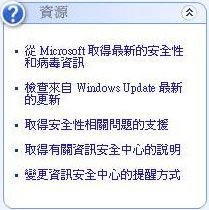 資源
從 Microsoft 取得最新的安全性
和病毒資訊
檢查來自 Windows Update 最新
的更新
取得安全性相關問題的支援
取得有關資訊安全中心的說明
變更資訊安全中心的提醒方式